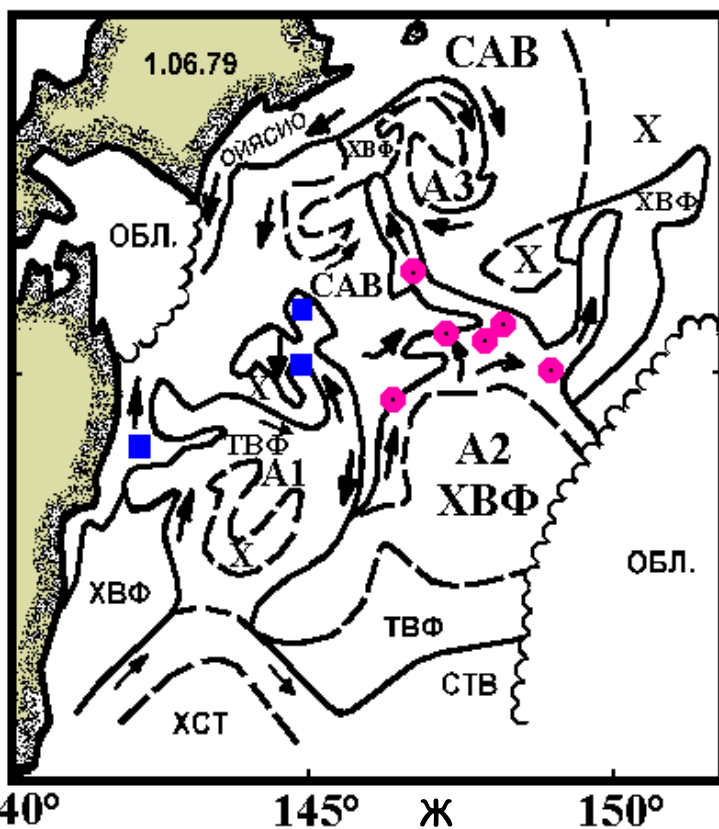 1.06.79
САВ
Х
ОЙЯСИО
ХВФ
А3
ХВФ
ОБЛ.
Х
САВ
ТВФ
А1
Х
А2
ХВФ
ОБЛ.
ХВФ
ТВФ
СТВ
ХСТ
40° 145° Ж 150°